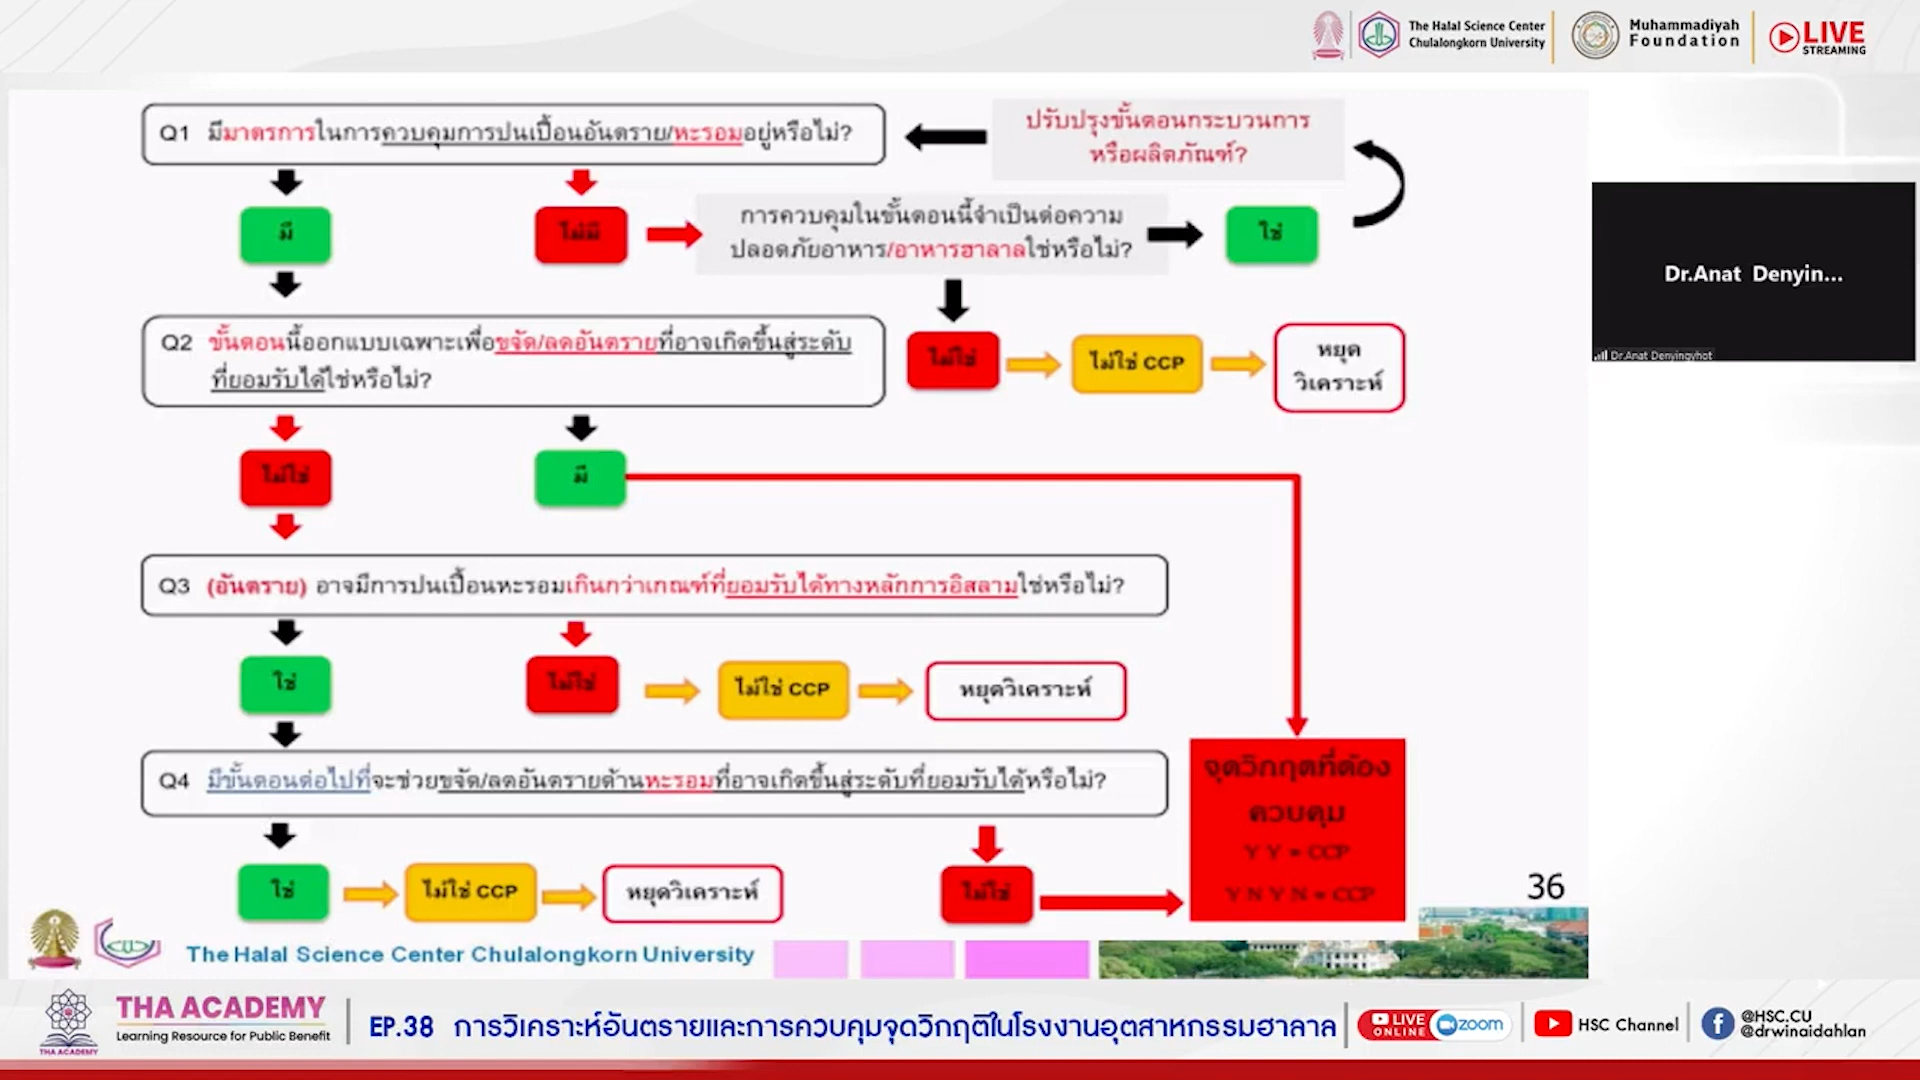 The Halal Science Center
Chulalongkorn University
Muhammadiyah
Foundation
LIVE
STREAMING
Q1 มีมาตรการในการควบคุมการปนเปื้อนอันตราย/หะรอมอยู่หรือไม่?
ปรับปรุงขั้นตอนกระบวนการ
หรือผลิตภัณฑ์?
มี
ไม่มี
การควบคุมในขั้นตอนนี้จำเป็นต่อความ
ปลอดภัยอาหาร/อาหารฮาลาลใช่หรือไม่?
ใช่
Dr.Anat Denyin...
Dr.Anat Denyingyhot
Q2 ขั้นตอนนี้ออกแบบเฉพาะเพื่อขจัด/ลดอันตรายที่อาจเกิดขึ้นสู่ระดับ
ที่ยอมรับได้ใช่หรือไม่?
ไม่ใช่
ไม่ใช่ CCP
หยุด
วิเคราะห์
ไม่ใช่
มี
Q3 (อันตราย) อาจมีการปนเปื้อนหะรอมเกินกว่าเกณฑ์ที่ยอมรับได้ทางหลักการอิสลามใช่หรือไม่?
ใช่
ไม่ใช่
ไม่ใช่ CCP
หยุดวิเคราะห์
Q4 มีขั้นตอนต่อไปที่จะช่วยขจัด/ลดอันตรายด้านหะรอมที่อาจเกิดขึ้นสู่ระดับที่ยอมรับได้หรือไม่?
ใช่
ไม่ใช่ CCP
หยุดวิเคราะห์
ไม่ใช่
จุดวิกฤตที่ต้อง
ควบคุม
Y Y = CCP
Y N Y N = CCP
36
The Halal Science Center Chulalongkorn University
THA ACADEMY
THA ACADEMY
Learning Resource for Public Benefit
EP.38 การวิเคราะห์อันตรายและการควบคุมจุดวิกฤติในโรงงานอุตสาหกรรมฮาลาล
LIVE
ONLINE
zoom
HSC Channel
@HSC.CU
@drwinaidahlan